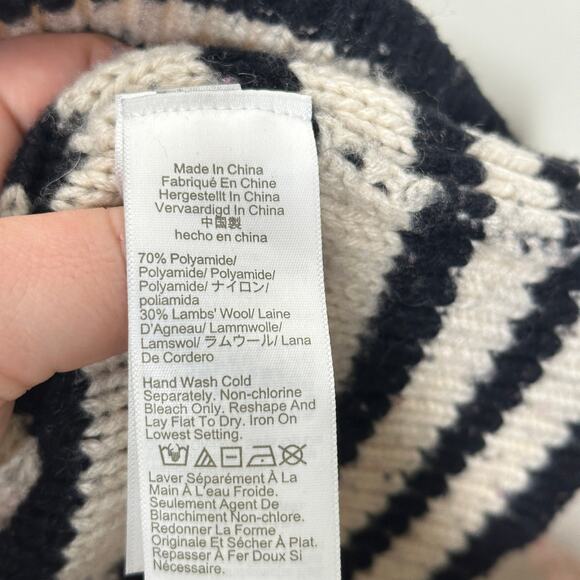 Made In China
Fabriqué En Chine
Hergestellt In China
Vervaardigd In China
中国製
hecho en china
70% Polyamide/
Polyamide/ Polyamide/
Polyamide/ ナイロン/
poliamida
30% Lambs' Wool/ Laine
D'Agneau/ Lammwolle/
Lamswol/ ラムウール/ Lana
De Cordero
Hand Wash Cold
Separately. Non-chlorine
Bleach Only. Reshape And
Lay Flat To Dry. Iron On
Lowest Setting.
Laver Séparément À La
Main À L'eau Froide.
Seulement Agent De
Blanchiment Non-chlore.
Redonner La Forme
Originale Et Sécher À Plat.
Repasser À Fer Doux Si
Nécessaire.